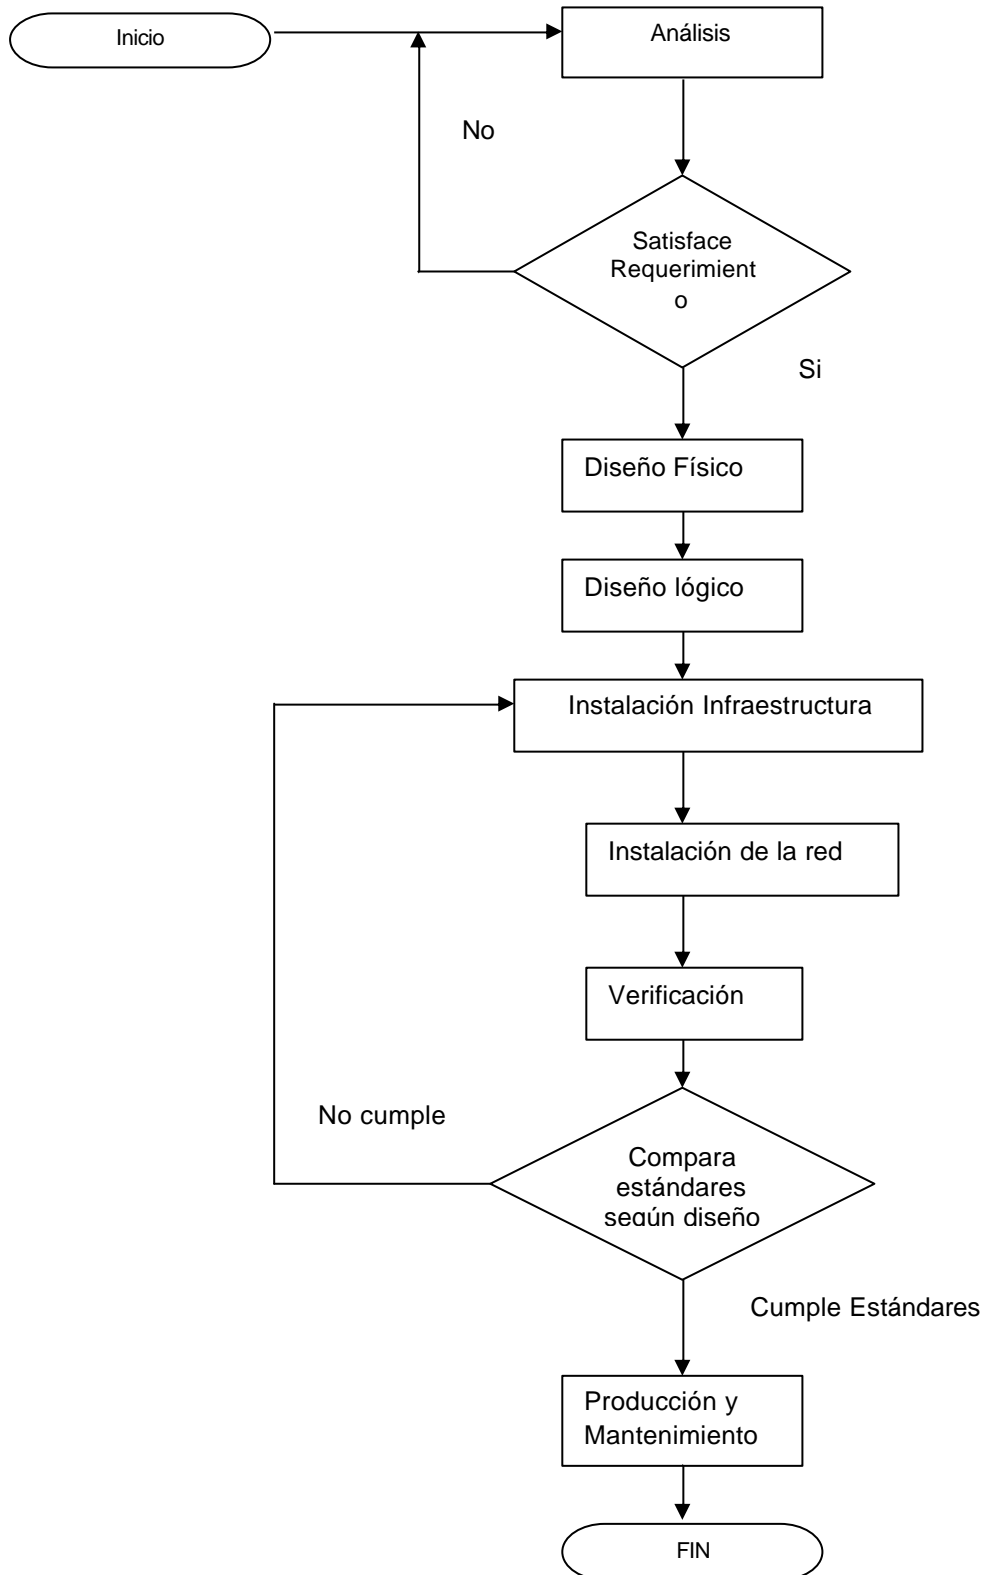 Inicio
Análisis
No
Satisface
Requerimient
o
Si
Diseño Físico
Diseño lógico
Instalación Infraestructura
Instalación de la red
Verificación
No cumple
Compara
estándares
según diseño
Cumple Estándares
Producción y
Mantenimiento
FIN